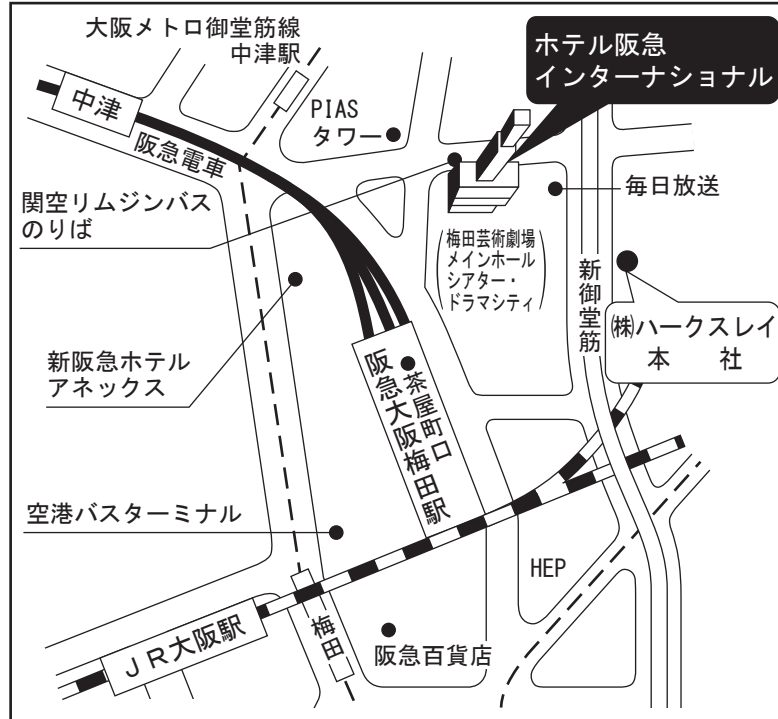 大阪メトロ御堂筋線
中津駅
ホテル阪急
インターナショナル
中津
PIAS
タワー
阪急電車
毎日放送
関空リムジンバス
のりば
(梅田芸術劇場
メインホール
シアター・
ドラマシティ)
新御堂筋
㈱ハークスレイ
本　社
新阪急ホテル
アネックス
茶屋町口
阪急大阪梅田駅
空港バスターミナル
HEP
梅田
JR大阪駅
阪急百貨店